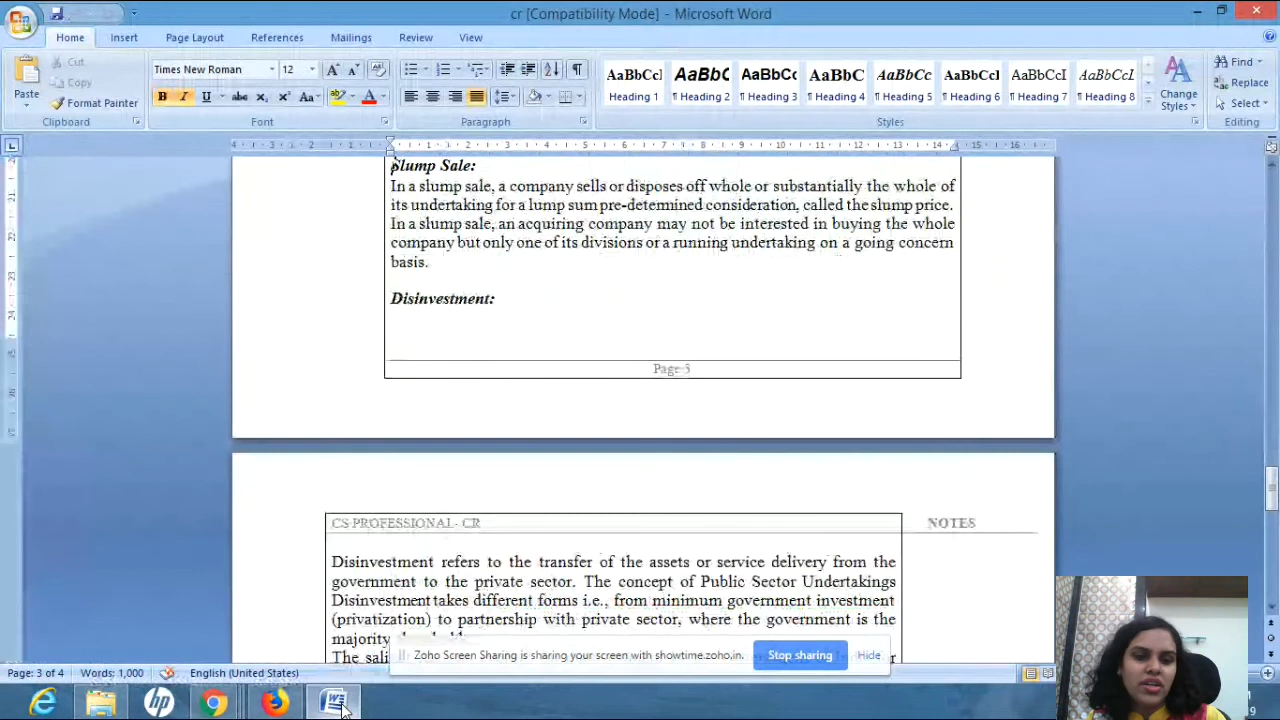 cr [Compatibility Mode] - Microsoft Word
Home Insert Page Layout References Mailings Review View
Paste
Cut
Copy
Format Painter
Clipboard
Times New Roman 12
Font
Paragraph
AaBbCcI AaBbC AaBbCc AaBbC AaBbCc AaBbCcI AaBbCcI AaBbCcI
Heading 1 Heading 2 Heading 3 Heading 4 Heading 5 Heading 6 Heading 7 Heading 8
Change Styles
Styles
Find
Replace
Select
Editing
Slump Sale:
In a slump sale, a company sells or disposes off whole or substantially the whole of
its undertaking for a lump sum pre-determined consideration, called the slump price.
In a slump sale, an acquiring company may not be interested in buying the whole
company but only one of its divisions or a running undertaking on a going concern
basis.
Disinvestment:
Page 3
CS PROFESSIONAL- CR NOTES
Disinvestment refers to the transfer of the assets or service delivery from the
government to the private sector. The concept of Public Sector Undertakings
Disinvestment takes different forms i.e., from minimum government investment
(privatization) to partnership with private sector, where the government is the
majority
The
Zoho Screen Sharing is sharing your screen with showtime.zoho.in. Stop sharing Hide
Page: 3 of 4 Words: 1,000 English (United States)